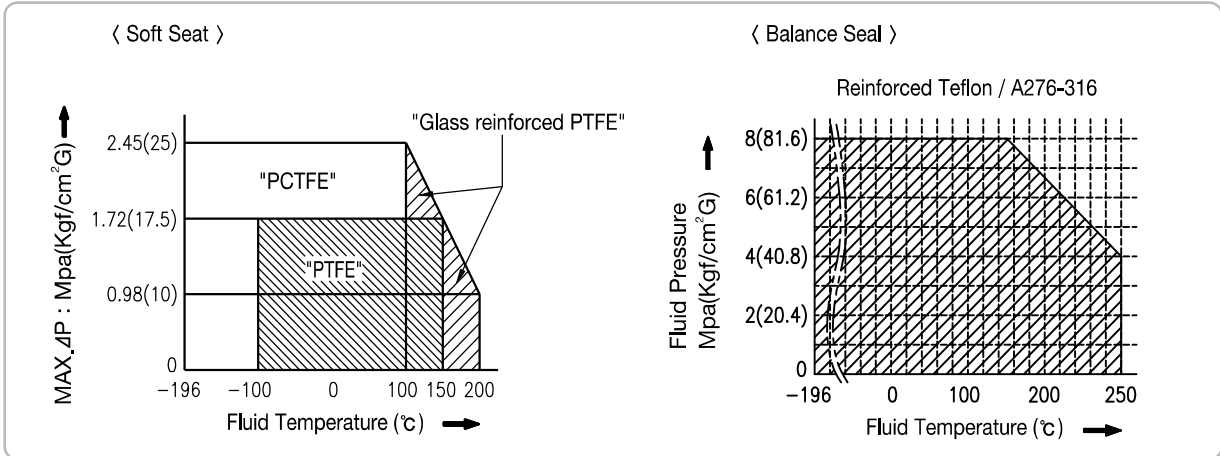 〈 Soft Seat 〉
MAX.ΔP : Mpa(Kgf/cm²G)
2.45(25)
1.72(17.5)
0.98(10)
0
"PCTFE"
"PTFE"
"Glass reinforced PTFE"
−196 −100 0 100 150 200
Fluid Temperature (℃)
〈 Balance Seal 〉
Reinforced Teflon / A276-316
Fluid Pressure
Mpa(Kgf/cm²G)
8(81.6)
6(61.2)
4(40.8)
2(20.4)
0
−196 0 100 200 250
Fluid Temperature (℃)